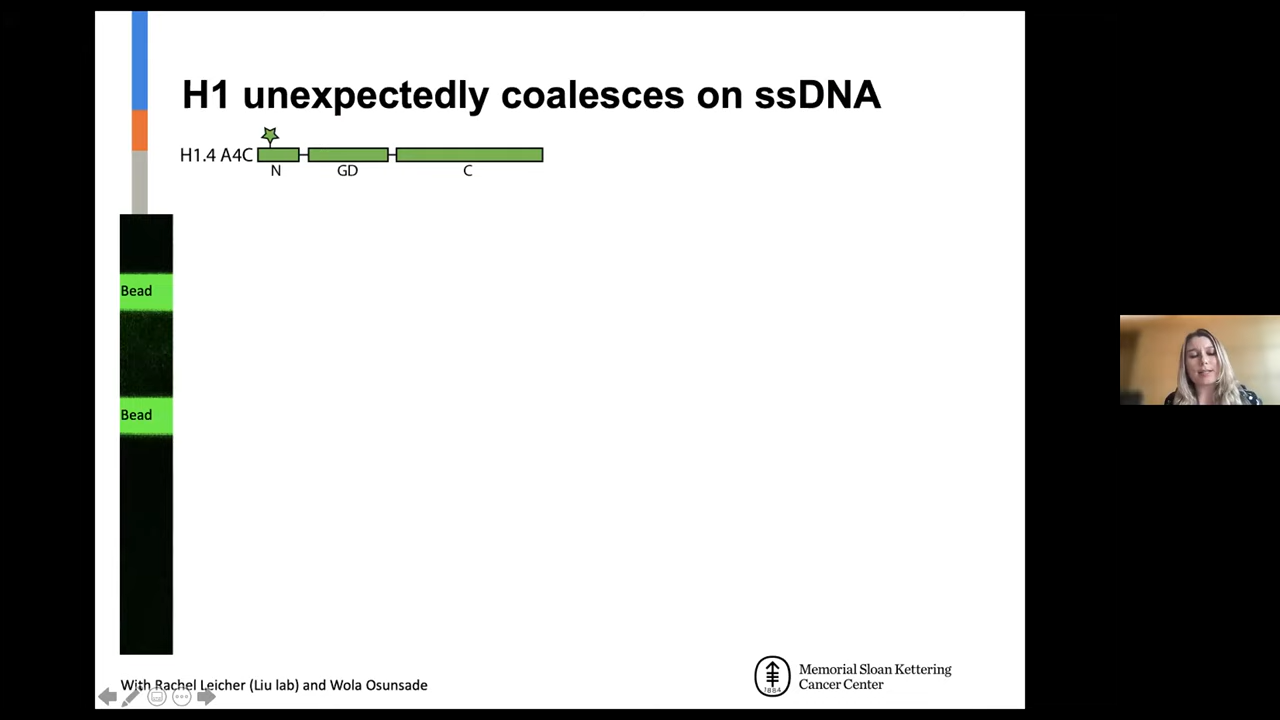 H1 unexpectedly coalesces on ssDNA
H1.4 A4C
N GD C
Bead
Bead
With Rachel Leicher (Liu lab) and Wola Osunsade
1884
Memorial Sloan Kettering
Cancer Center